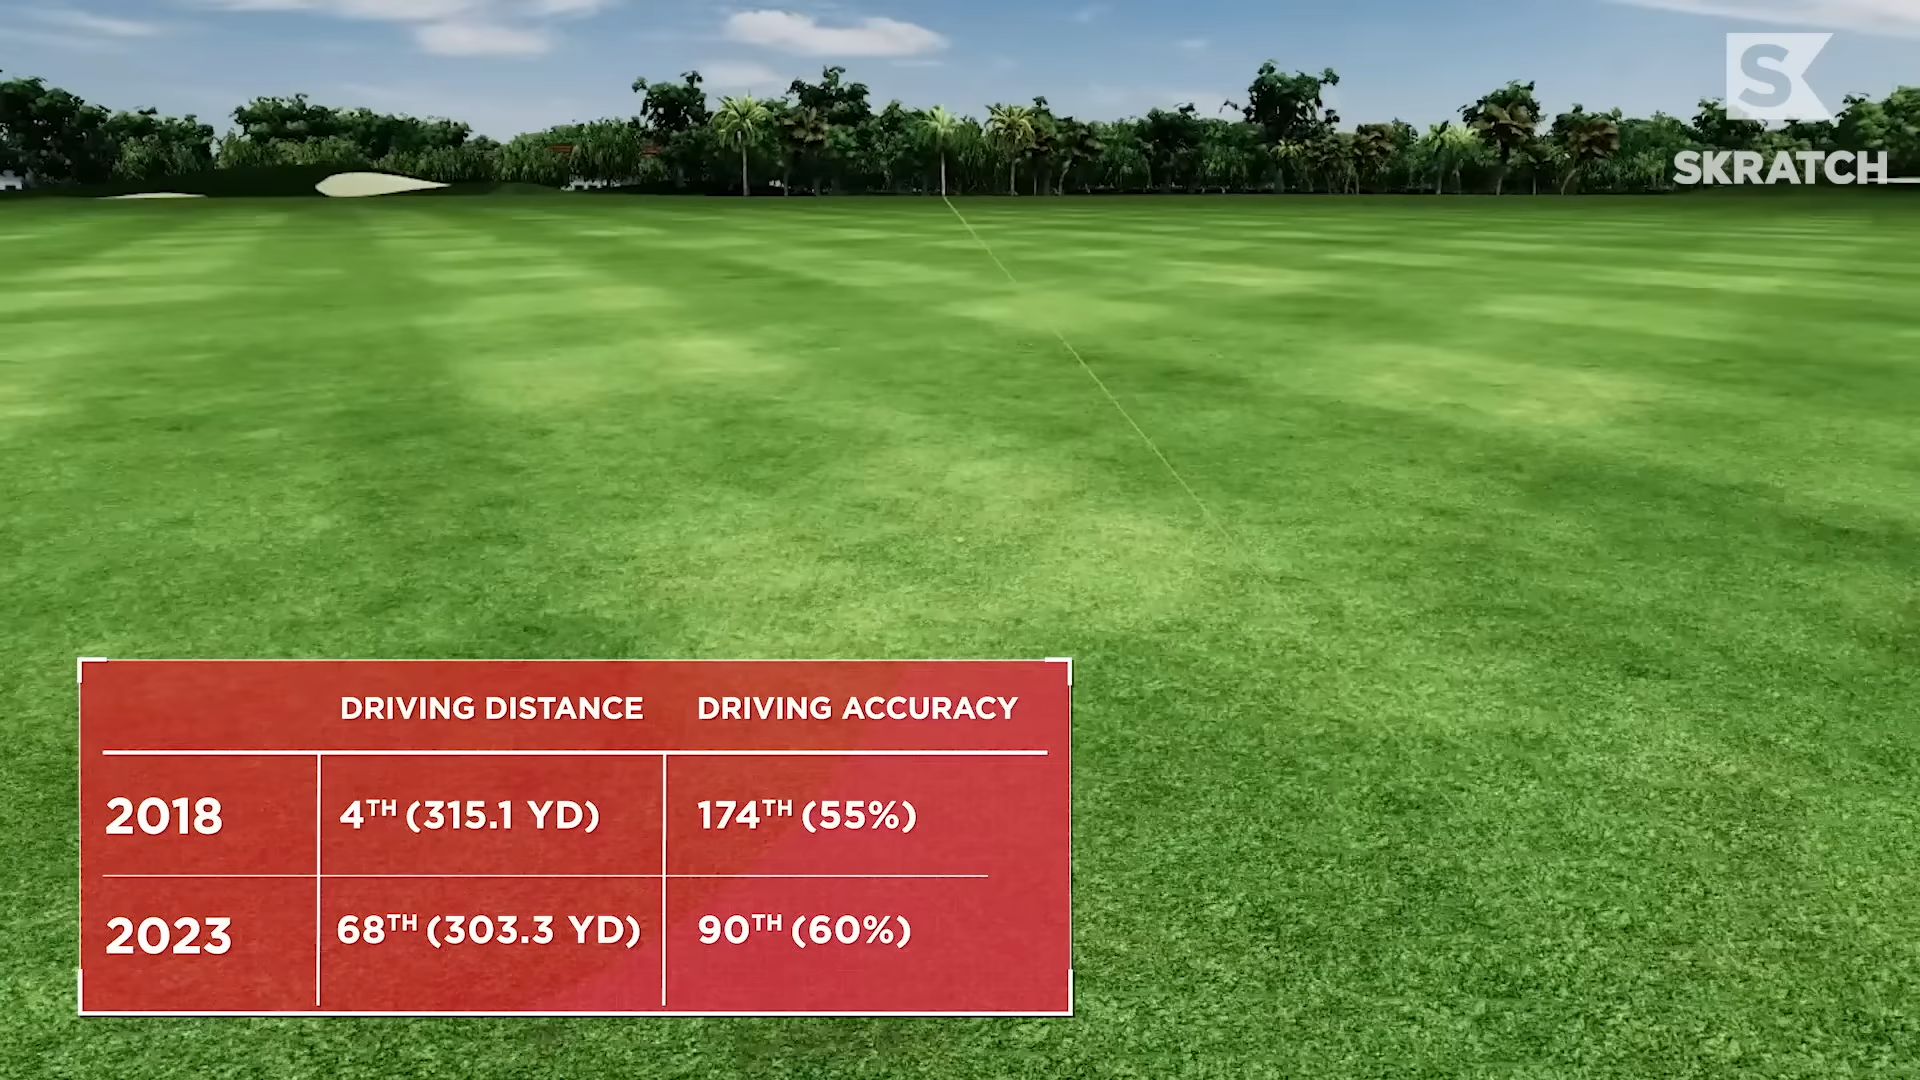 S
SKRATCH
DRIVING DISTANCE DRIVING ACCURACY
2018 4TH (315.1 YD) 174TH (55%)
2023 68TH (303.3 YD) 90TH (60%)